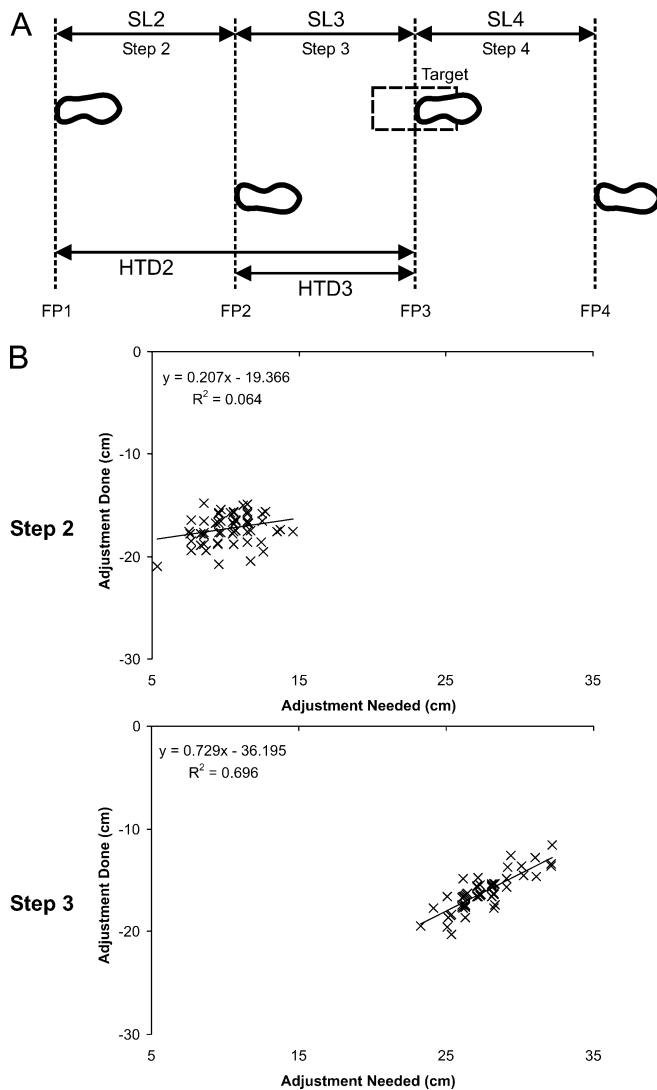 A
SL2 SL3 SL4
Step 2 Step 3 Step 4
Target
HTD2
HTD3
FP1 FP2 FP3 FP4
B
Step 2
y = 0.207x - 19.366
R² = 0.064
Adjustment Done (cm)
0
-10
-20
-30
5 15 25 35
Adjustment Needed (cm)
Step 3
y = 0.729x - 36.195
R² = 0.696
Adjustment Done (cm)
0
-10
-20
-30
5 15 25 35
Adjustment Needed (cm)